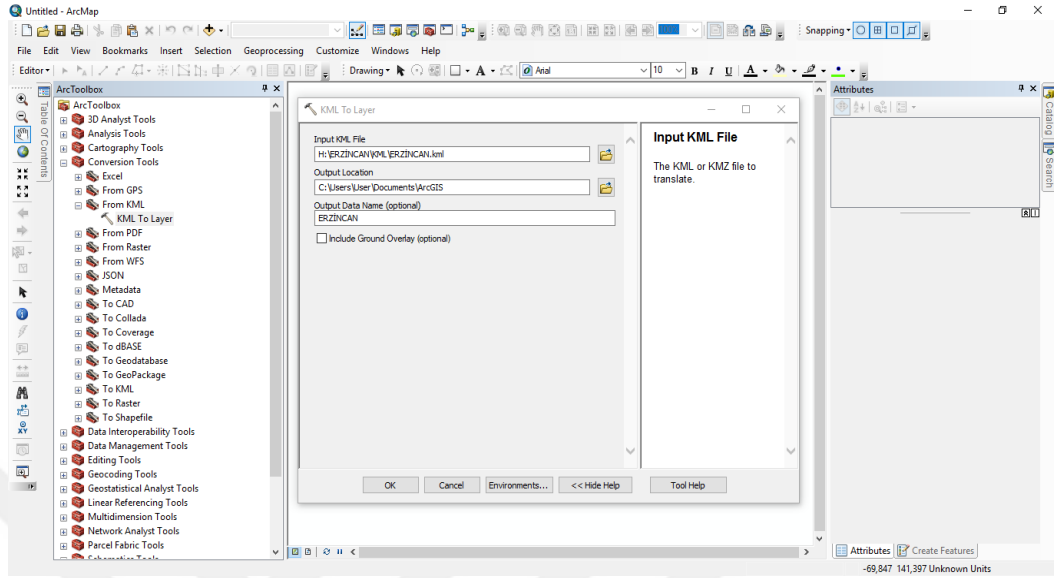 Untitled - ArcMap
Snapping
File Edit View Bookmarks Insert Selection Geoprocessing Customize Windows Help
Editor Drawing A Arial 10 B I U A
ArcToolbox
Attributes
Table Of Contents
Catalog
Search
ArcToolbox
3D Analyst Tools
Analysis Tools
Cartography Tools
Conversion Tools
Excel
From GPS
From KML
KML To Layer
From PDF
From Raster
From WFS
JSON
Metadata
To CAD
To Collada
To Coverage
To dBASE
To Geodatabase
To GeoPackage
To KML
To Raster
To Shapefile
Data Interoperability Tools
Data Management Tools
Editing Tools
Geocoding Tools
Geostatistical Analyst Tools
Linear Referencing Tools
Multidimension Tools
Network Analyst Tools
Parcel Fabric Tools
Schematics Tools
XY
KML To Layer
Input KML File
H:\ERZİNCAN\KML\ERZİNCAN.kml
Output Location
C:\Users\User\Documents\ArcGIS
Output Data Name (optional)
ERZİNCAN
Include Ground Overlay (optional)
OK Cancel Environments... << Hide Help Tool Help
Input KML File
The KML or KMZ file to
translate.
Attributes Create Features
-69,847 141,397 Unknown Units